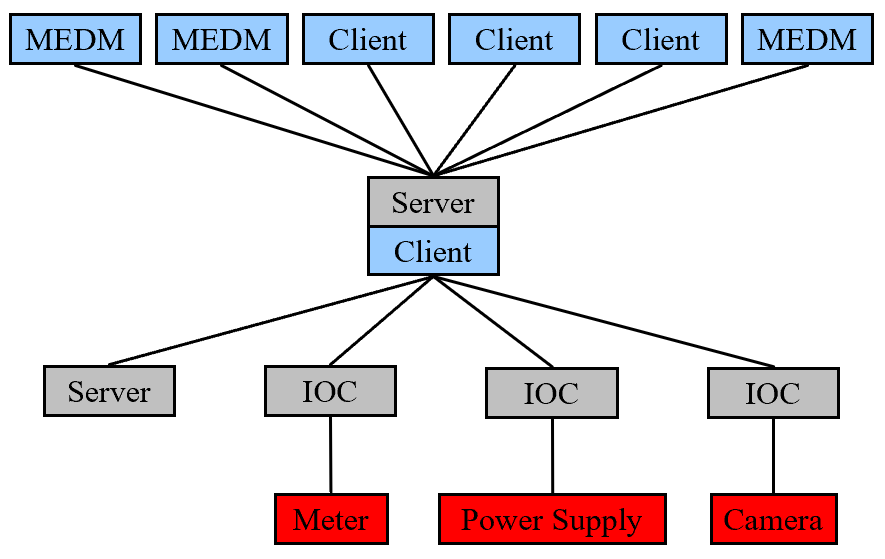 MEDM MEDM Client Client Client MEDM
Server
Client
Server IOC IOC IOC
Meter Power Supply Camera